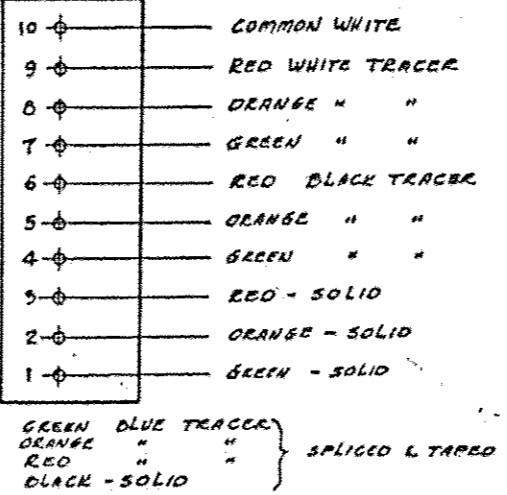 10 COMMON WHITE
9 RED WHITE TRACER
8 ORANGE " "
7 GREEN " "
6 RED BLACK TRACER
5 ORANGE " "
4 GREEN " "
3 RED - SOLID
2 ORANGE - SOLID
1 GREEN - SOLID
GREEN BLUE TRACER
ORANGE " "
RED " "
BLACK - SOLID
SPLICED & TAPED